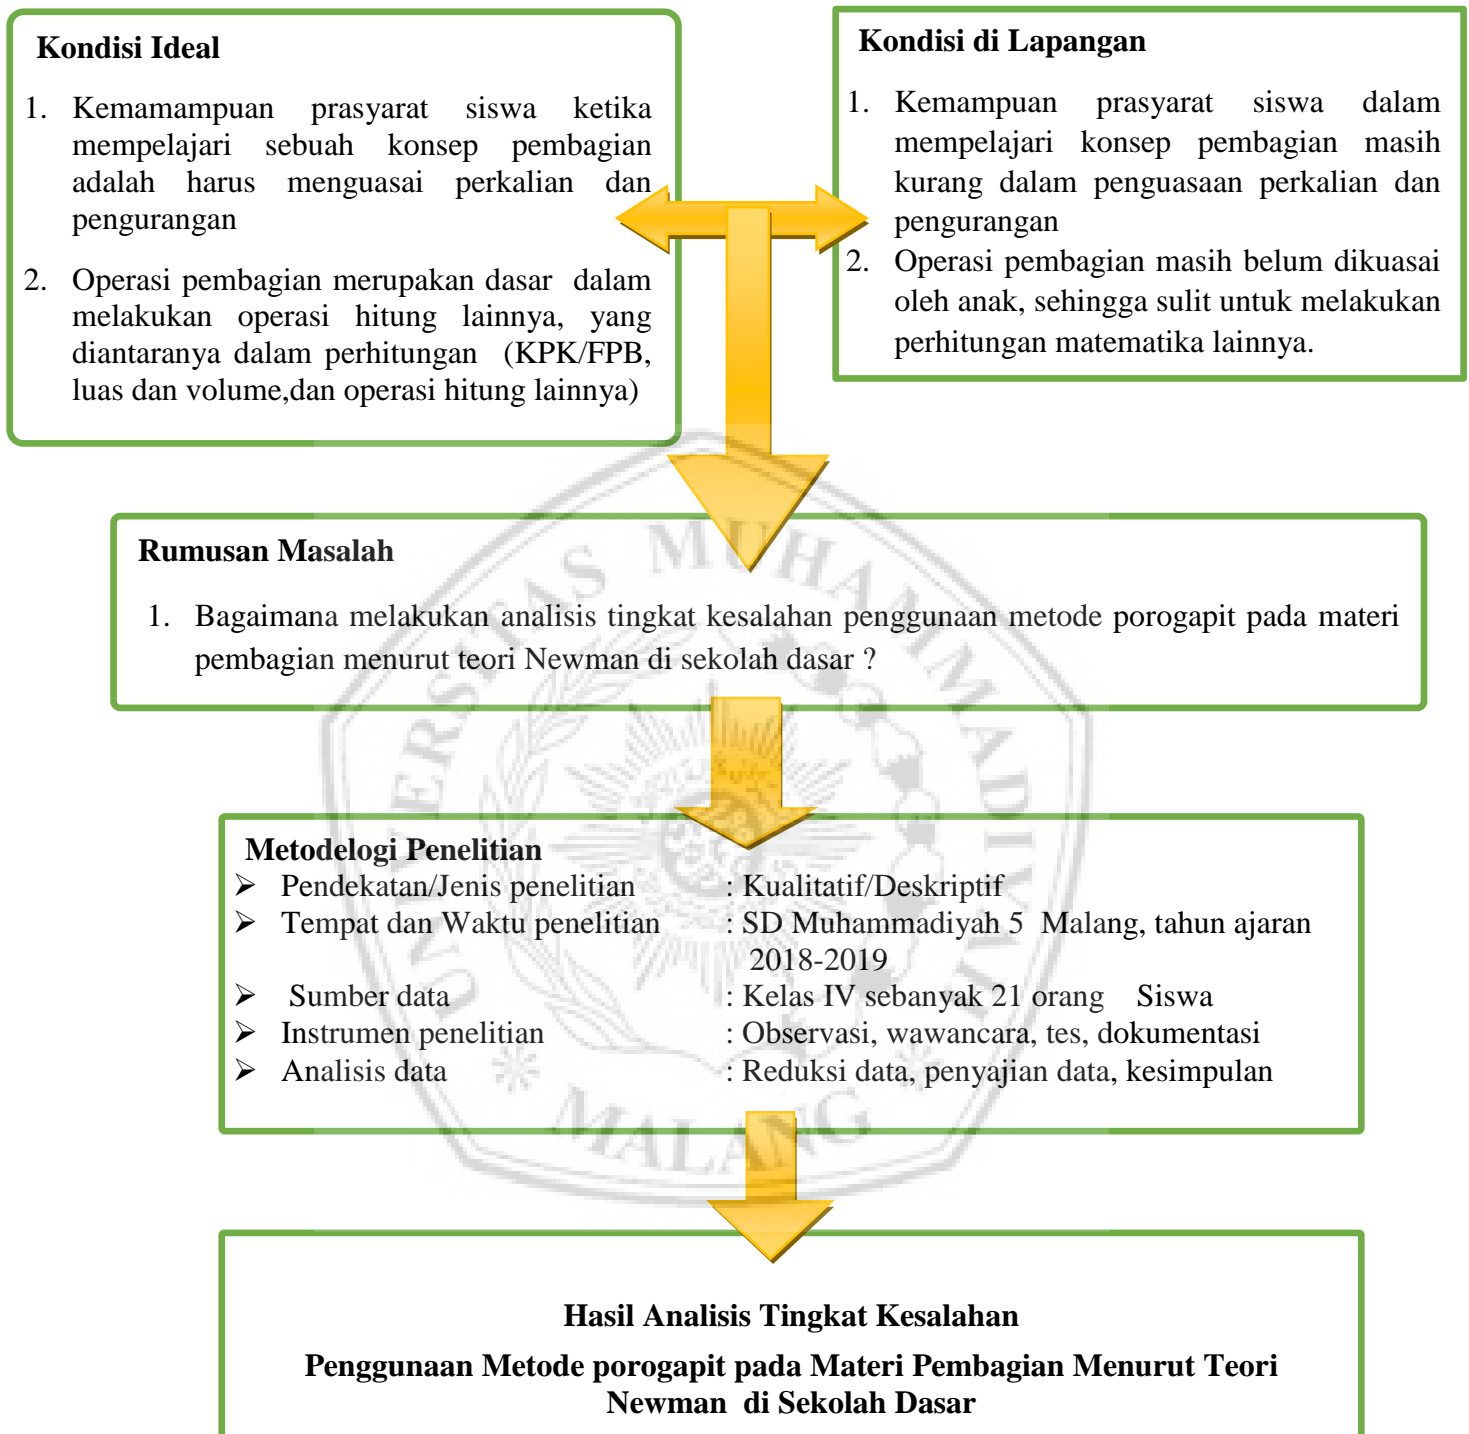 Kondisi Ideal
1. Kemamampuan prasyarat siswa ketika
mempelajari sebuah konsep pembagian
adalah harus menguasai perkalian dan
pengurangan
2. Operasi pembagian merupakan dasar dalam
melakukan operasi hitung lainnya, yang
diantaranya dalam perhitungan (KPK/FPB,
luas dan volume,dan operasi hitung lainnya)
Kondisi di Lapangan
1. Kemampuan prasyarat siswa dalam
mempelajari konsep pembagian masih
kurang dalam penguasaan perkalian dan
pengurangan
2. Operasi pembagian masih belum dikuasai
oleh anak, sehingga sulit untuk melakukan
perhitungan matematika lainnya.
Rumusan Masalah
1. Bagaimana melakukan analisis tingkat kesalahan penggunaan metode porogapit pada materi
pembagian menurut teori Newman di sekolah dasar ?
Metodelogi Penelitian
➢ Pendekatan/Jenis penelitian : Kualitatif/Deskriptif
➢ Tempat dan Waktu penelitian : SD Muhammadiyah 5 Malang, tahun ajaran
2018-2019
➢ Sumber data : Kelas IV sebanyak 21 orang Siswa
➢ Instrumen penelitian : Observasi, wawancara, tes, dokumentasi
➢ Analisis data : Reduksi data, penyajian data, kesimpulan
Hasil Analisis Tingkat Kesalahan
Penggunaan Metode porogapit pada Materi Pembagian Menurut Teori
Newman di Sekolah Dasar
UNIVERSITAS MUHAMMADIYAH
MALANG